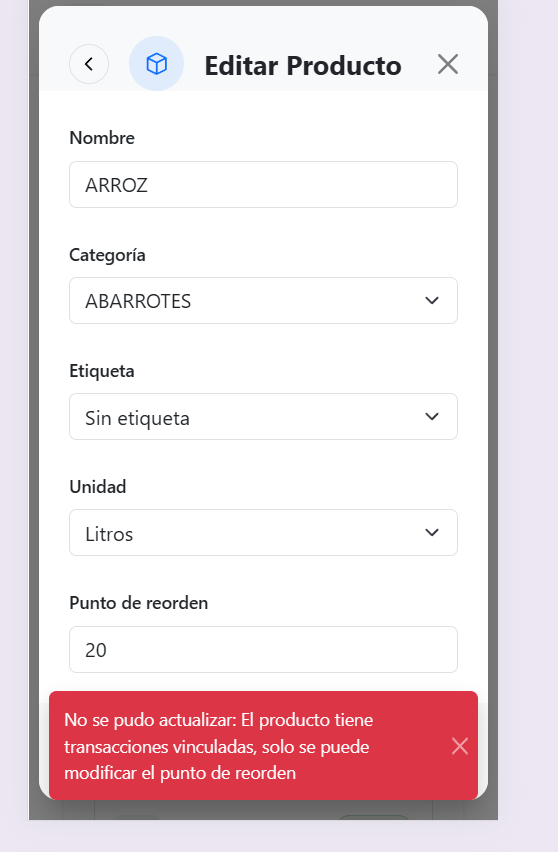 Editar Producto
Nombre
ARROZ
Categoría
ABARROTES
Etiqueta
Sin etiqueta
Unidad
Litros
Punto de reorden
20
No se pudo actualizar: El producto tiene
transacciones vinculadas, solo se puede
modificar el punto de reorden